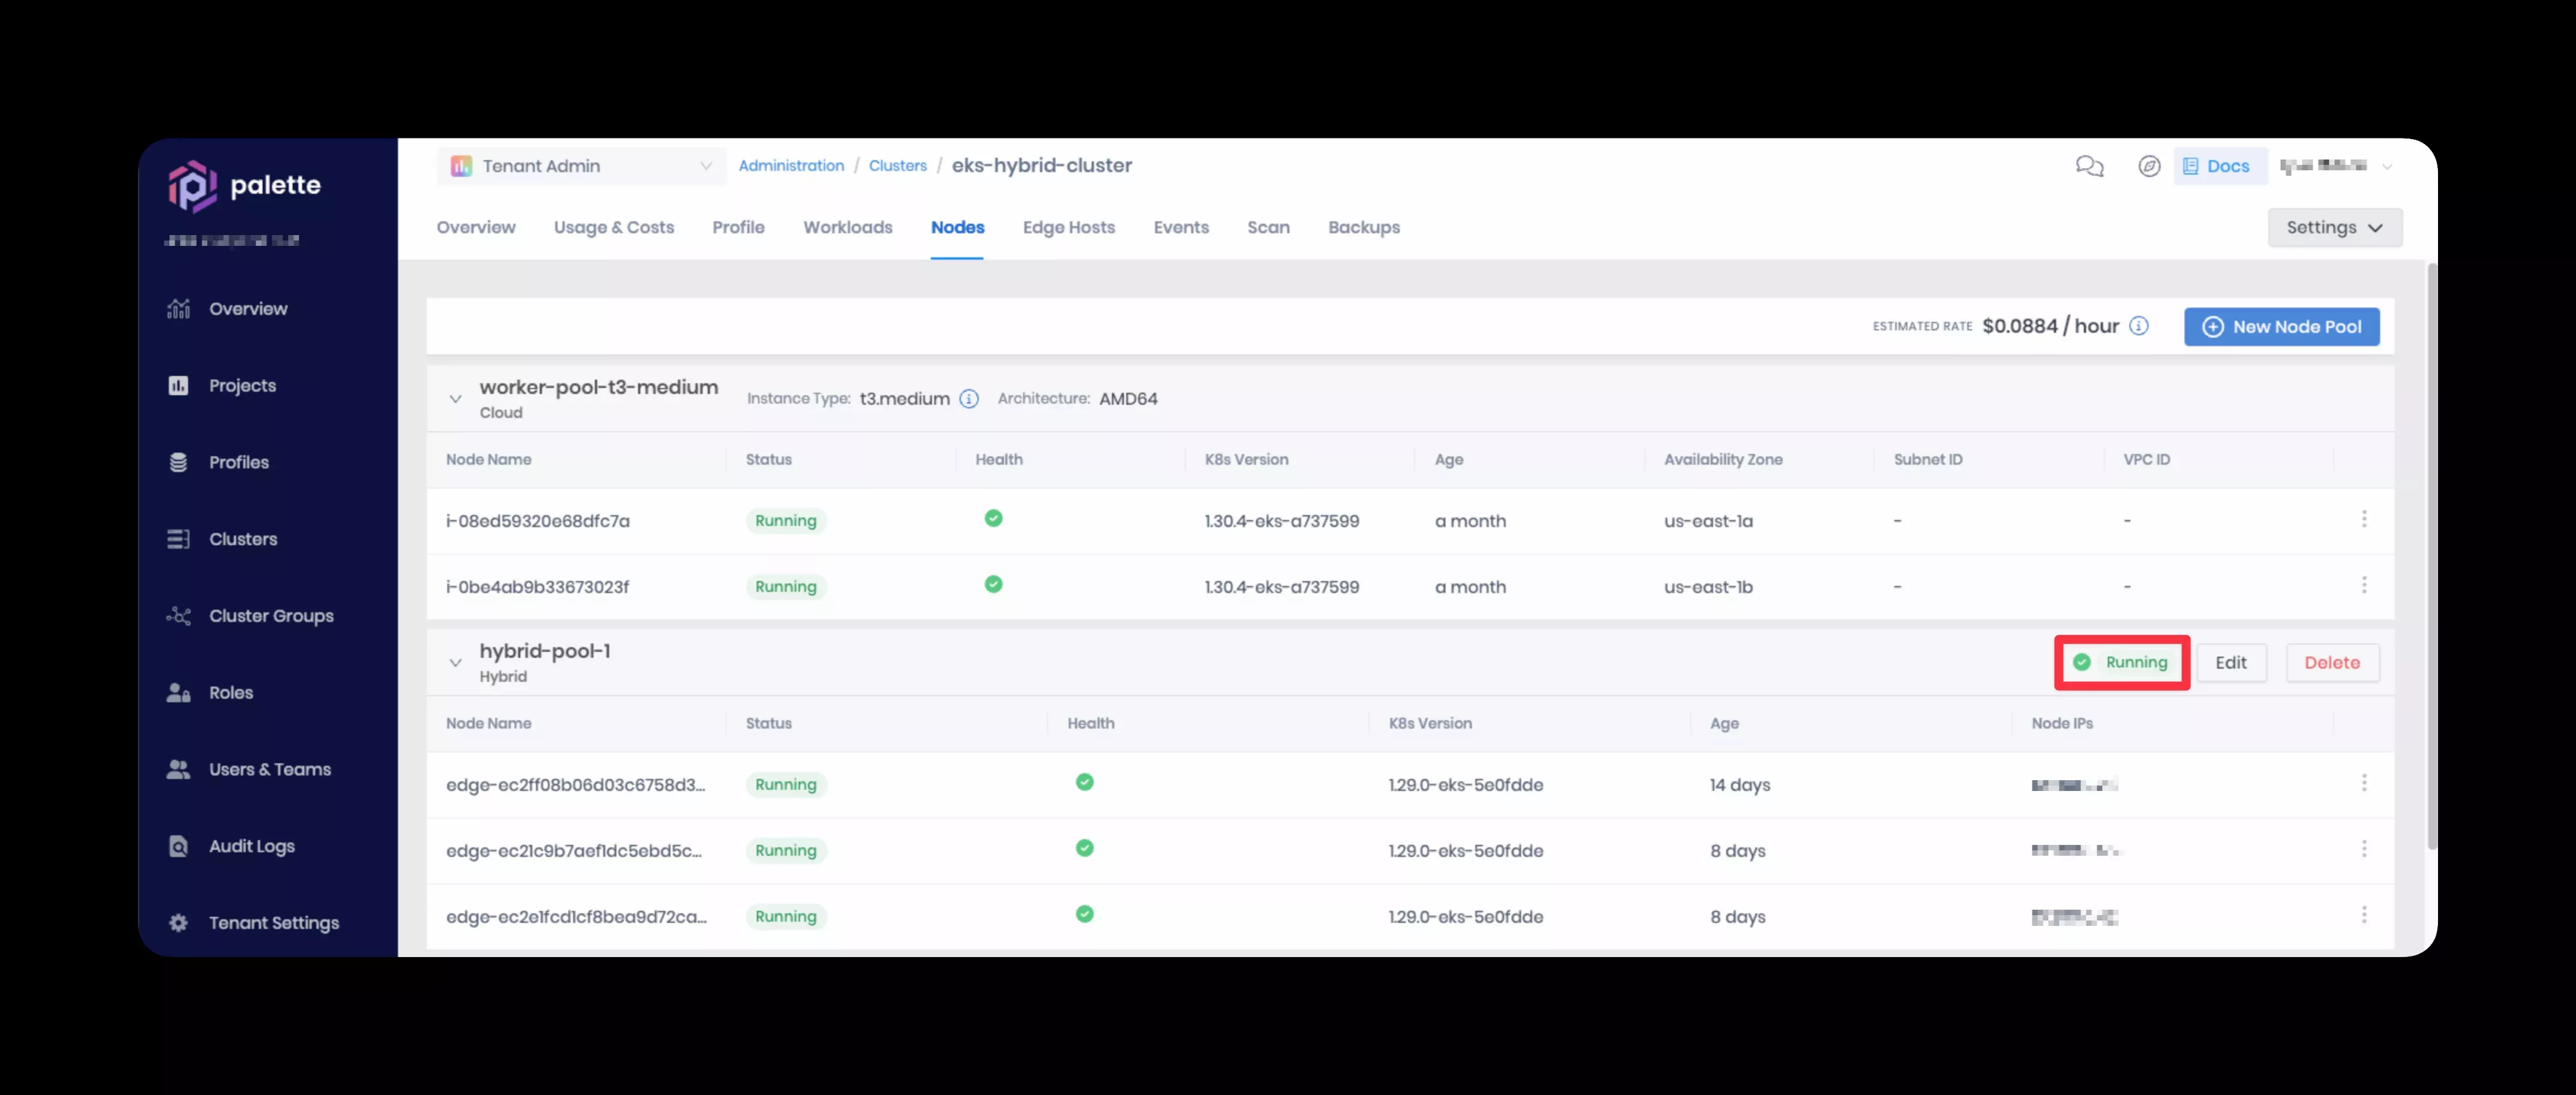 palette
Overview
Projects
Profiles
Clusters
Cluster Groups
Roles
Users & Teams
Audit Logs
Tenant Settings
Tenant Admin
Administration / Clusters / eks-hybrid-cluster
Docs
Overview Usage & Costs Profile Workloads Nodes Edge Hosts Events Scan Backups
Settings
ESTIMATED RATE $0.0884 / hour
New Node Pool
worker-pool-t3-medium
Cloud
Instance Type: t3.medium Architecture: AMD64
Node Name Status Health K8s Version Age Availability Zone Subnet ID VPC ID
i-08ed59320e68dfc7a Running 1.30.4-eks-a737599 a month us-east-1a - -
i-0be4ab9b33673023f Running 1.30.4-eks-a737599 a month us-east-1b - -
hybrid-pool-1
Hybrid
Running Edit Delete
Node Name Status Health K8s Version Age Node IPs
edge-ec2ff08b06d03c6758d3... Running 1.29.0-eks-5e0fdde 14 days
edge-ec21c9b7aef1dc5ebd5c... Running 1.29.0-eks-5e0fdde 8 days
edge-ec2e1fcd1cf8bea9d72ca... Running 1.29.0-eks-5e0fdde 8 days